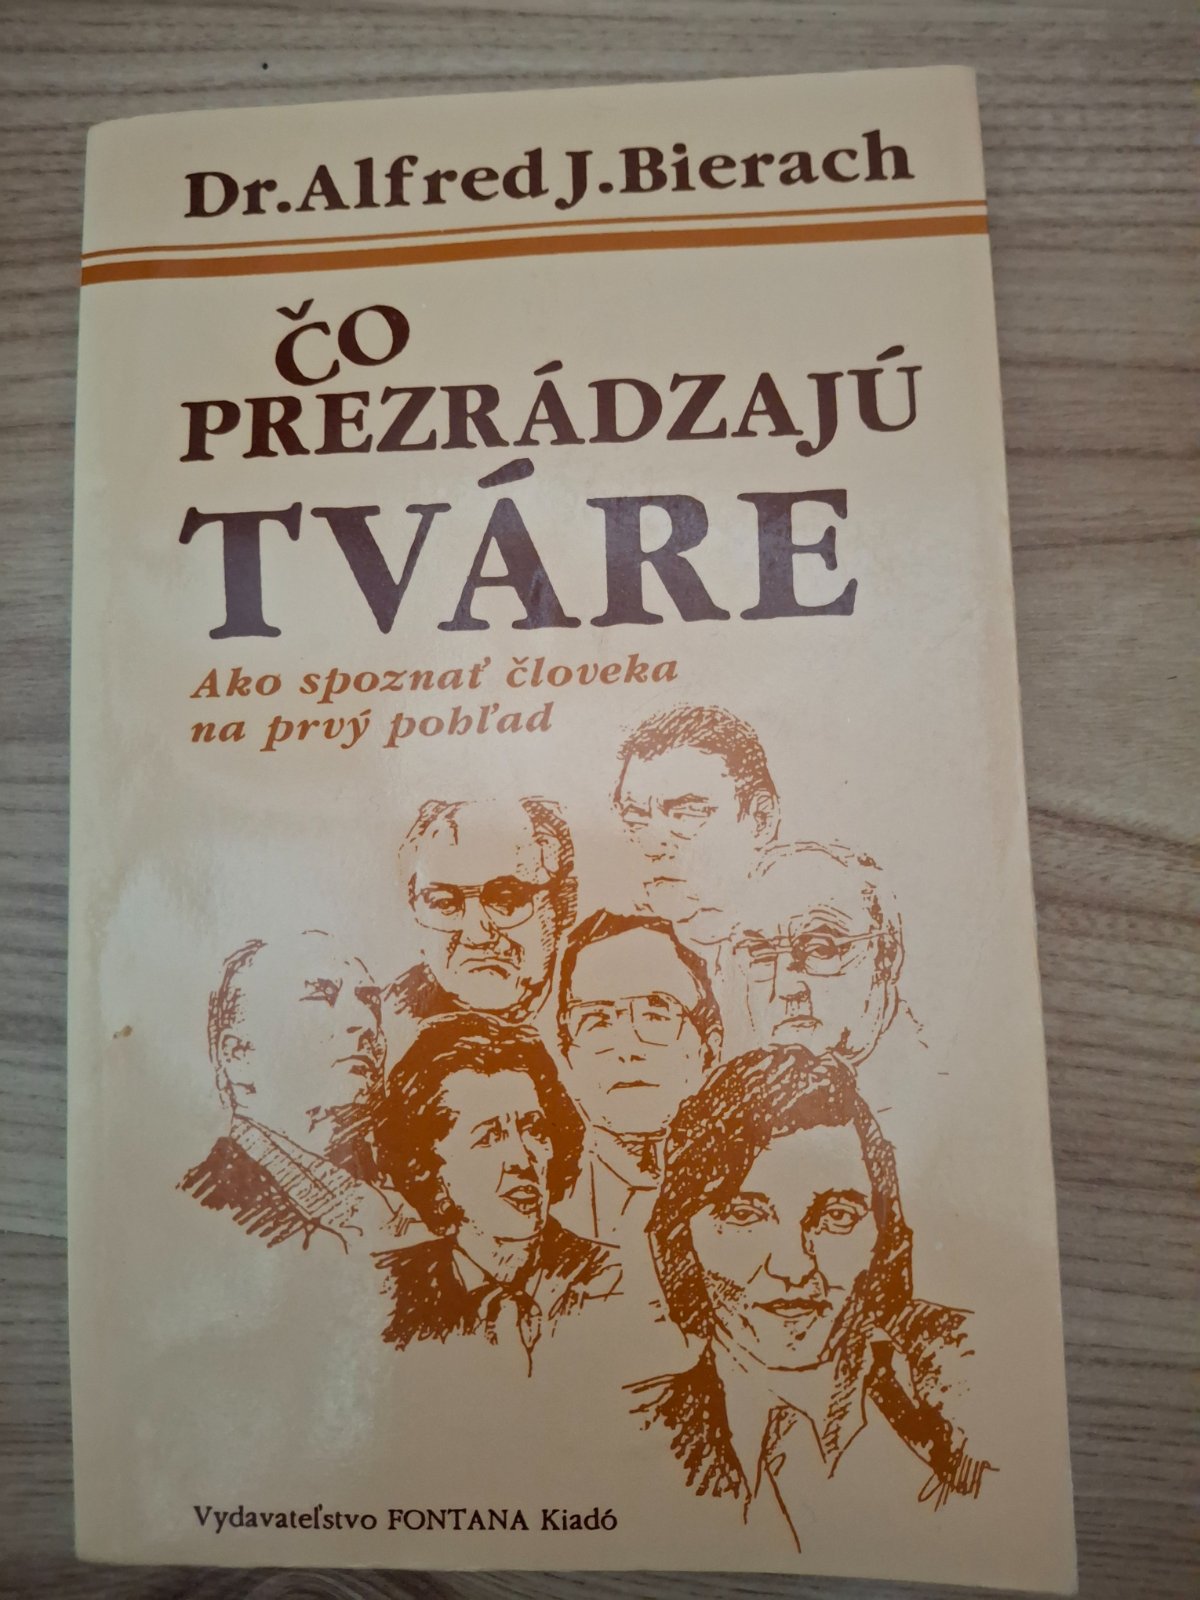 Dr. Alfred J. Bierach
ČO
PREZRÁDZAJÚ
TVÁRE
Ako spoznať človeka
na prvý pohľad
Vydavateľstvo FONTANA Kiadó